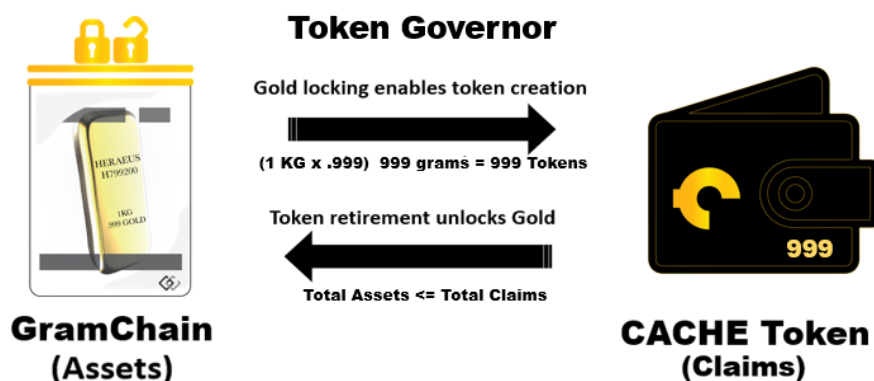 Token Governor
Gold locking enables token creation
(1 KG x .999) 999 grams = 999 Tokens
Token retirement unlocks Gold
Total Assets <= Total Claims
HERAEUS
H799200
1KG
.999 GOLD
GramChain
(Assets)
999
CACHE Token
(Claims)